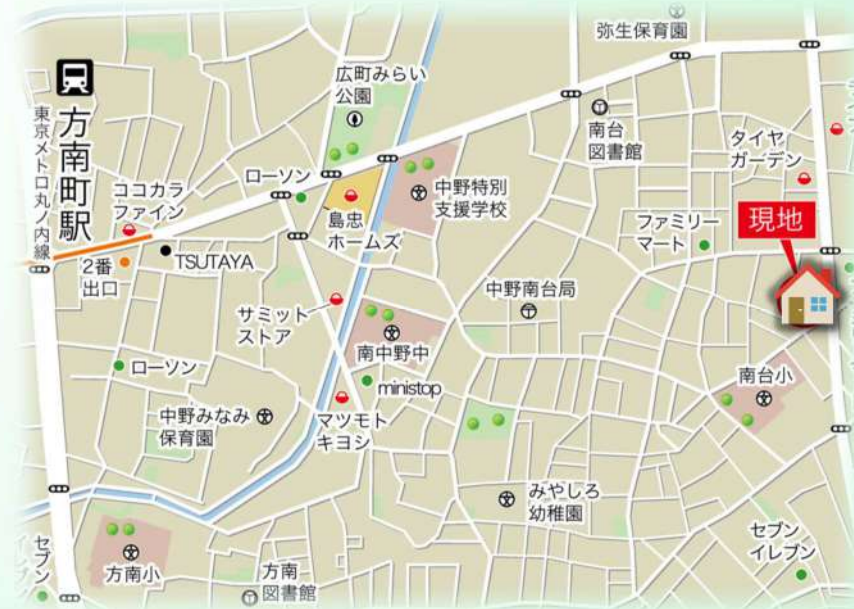 弥生保育園
広町みらい
公園
南台
図書館
タイヤ
ガーデン
方南町駅
東京メトロ丸ノ内線
ココカラ
ファイン
ローソン
中野特別
支援学校
島忠
ホームズ
ファミリー
マート
現地
2番
出口
TSUTAYA
サミット
ストア
中野南台局
南中野中
ローソン
ministop
南台小
中野みなみ
保育園
マツモト
キヨシ
みやしろ
幼稚園
セブン
イレブン
セブン
イレブン
方南小
方南
図書館